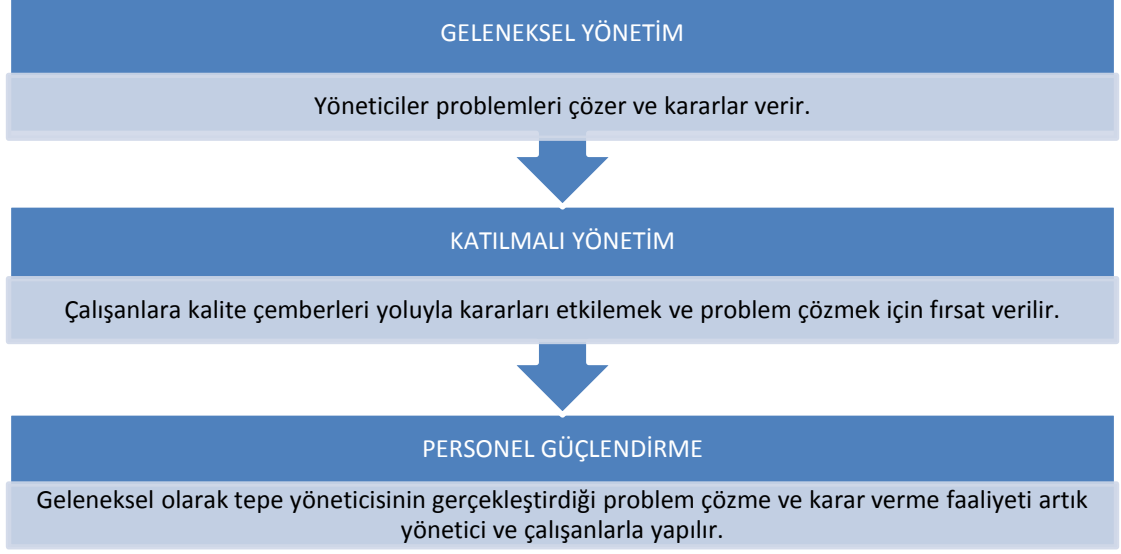 GELENEKSEL YÖNETİM
Yöneticiler problemleri çözer ve kararlar verir.
KATILMALI YÖNETİM
Çalışanlara kalite çemberleri yoluyla kararları etkilemek ve problem çözmek için fırsat verilir.
PERSONEL GÜÇLENDİRME
Geleneksel olarak tepe yöneticisinin gerçekleştirdiği problem çözme ve karar verme faaliyeti artık
yönetici ve çalışanlarla yapılır.